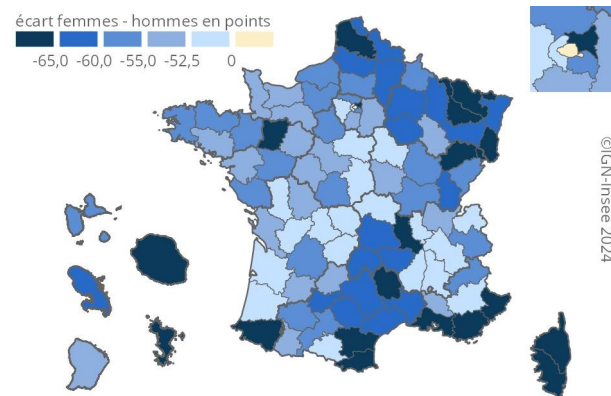 écart femmes - hommes en points
-65,0 -60,0 -55,0 -52,5 0
©IGN-Insee 2024